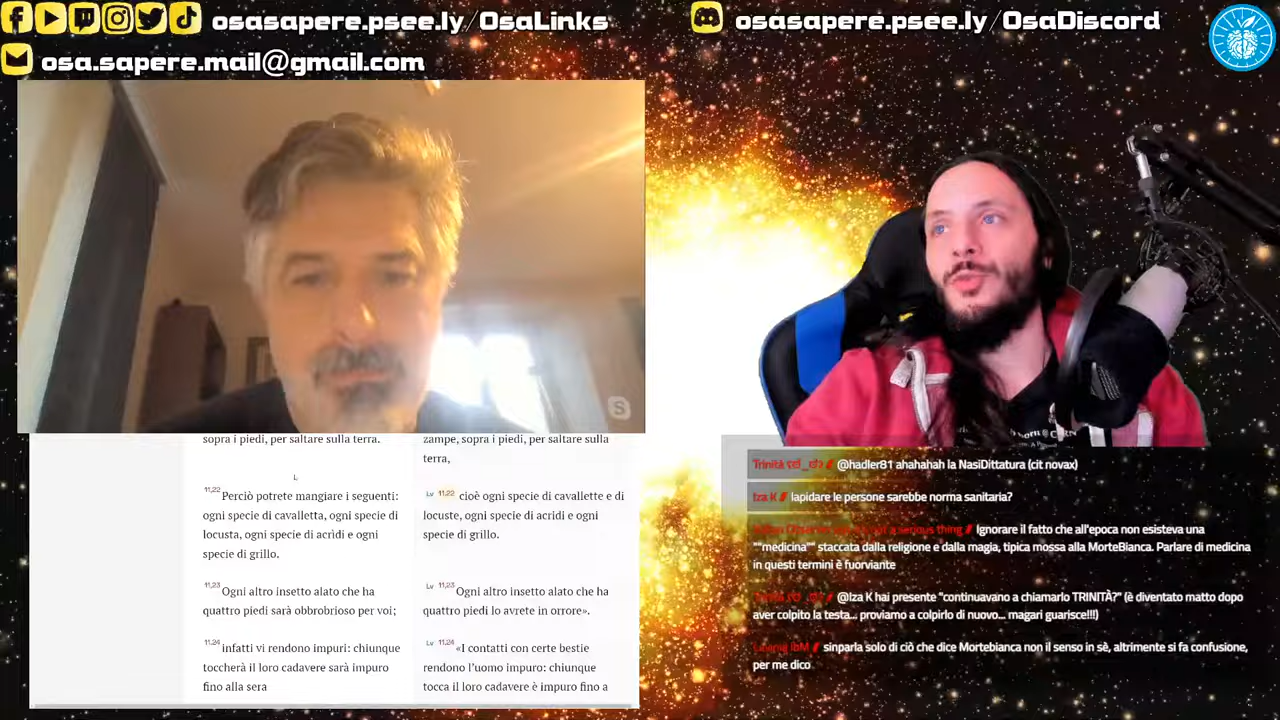 osasapere.psee.ly/OsaLinks
osasapere.psee.ly/OsaDiscord
osa.sapere.mail@gmail.com
sopra i piedi, per saltare sulla terra.
11,22 Perciò potrete mangiare i seguenti:
ogni specie di cavalletta, ogni specie di
locusta, ogni specie di acrìdi e ogni
specie di grillo.
11,23 Ogni altro insetto alato che ha
quattro piedi sarà obbrobrioso per voi;
11,24 infatti vi rendono impuri: chiunque
toccherà il loro cadavere sarà impuro
fino alla sera
zampe, sopra i piedi, per saltare sulla
terra,
Lv 11,22 cioè ogni specie di cavallette e di
locuste, ogni specie di acridi e ogni
specie di grillo.
Lv 11,23 Ogni altro insetto alato che ha
quattro piedi lo avrete in orrore».
Lv 11,24 «I contatti con certe bestie
rendono l'uomo impuro: chiunque
tocca il loro cadavere è impuro fino a
Trinità @hadler81 ahahahah la NasiDittatura (cit novax)
Iza K lapidare le persone sarebbe norma sanitaria?
a serious thing Ignorare il fatto che all'epoca non esisteva una
""medicina"" staccata dalla religione e dalla magia, tipica mossa alla MorteBianca. Parlare di medicina
in questi termini è fuorviante
@Iza K hai presente "continuavano a chiamarlo TRINITÀ?" (è diventato matto dopo
aver colpito la testa... proviamo a colpirlo di nuovo... magari guarisce!!!)
sinparla solo di ciò che dice Mortebianca non il senso in sè, altrimente si fa confusione,
per me dico